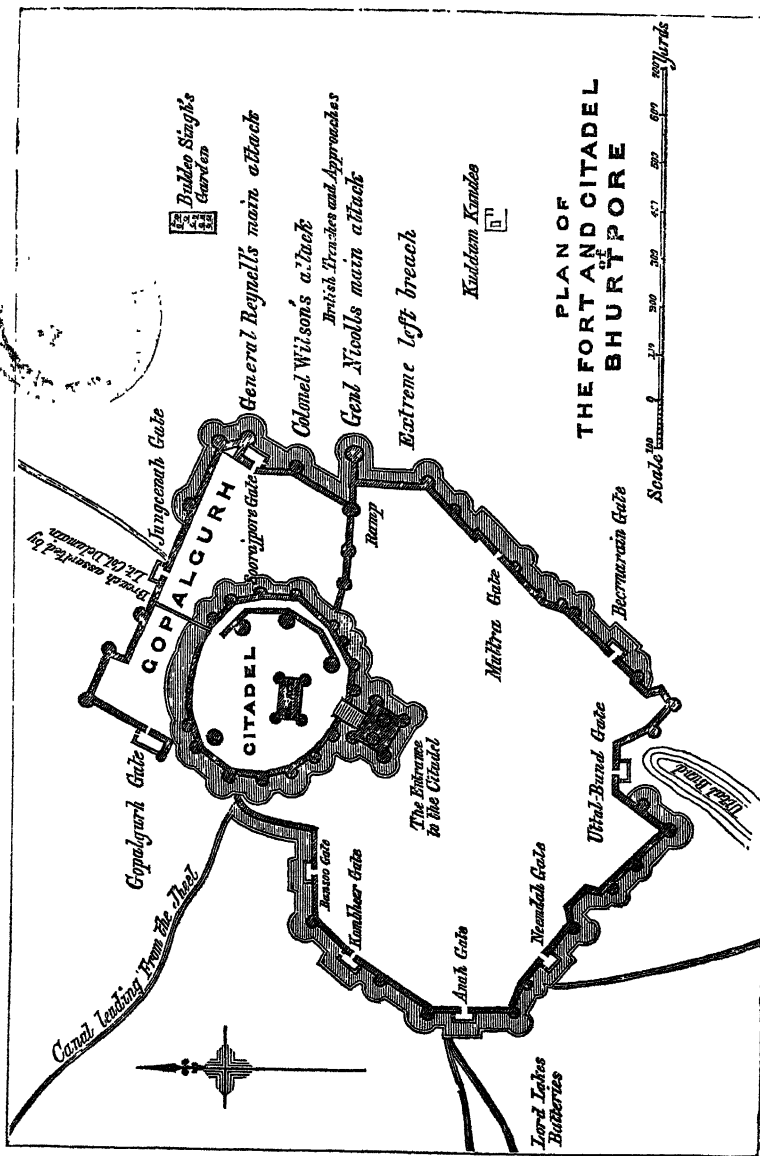 PLAN OF
THE FORT AND CITADEL
of
BHURTPORE
Scale
100 0 100 200 300 400 500 600 700 Yards
Buldeo Singh's
Garden
General Reynell's main attack
Colonel Wilson's attack
British Trenches and Approaches
Genl Nicolls main attack
Extreme left breach
Kuddum Kundee
Jungeenah Gate
Breach assaulted by
Lt. Col. Delamain
GOPALGURH
Soorajpore Gate
Ramp
CITADEL
Gopalgurh Gate
The Entrance
to the Citadel
Muttra Gate
Beernarain Gate
Uttal-Bund Gate
Uttal Bund
Neemdah Gate
Anah Gate
Kombheer Gate
Bansoo Gate
Canal leading From the Jheel
Lord Lakes
Batteries